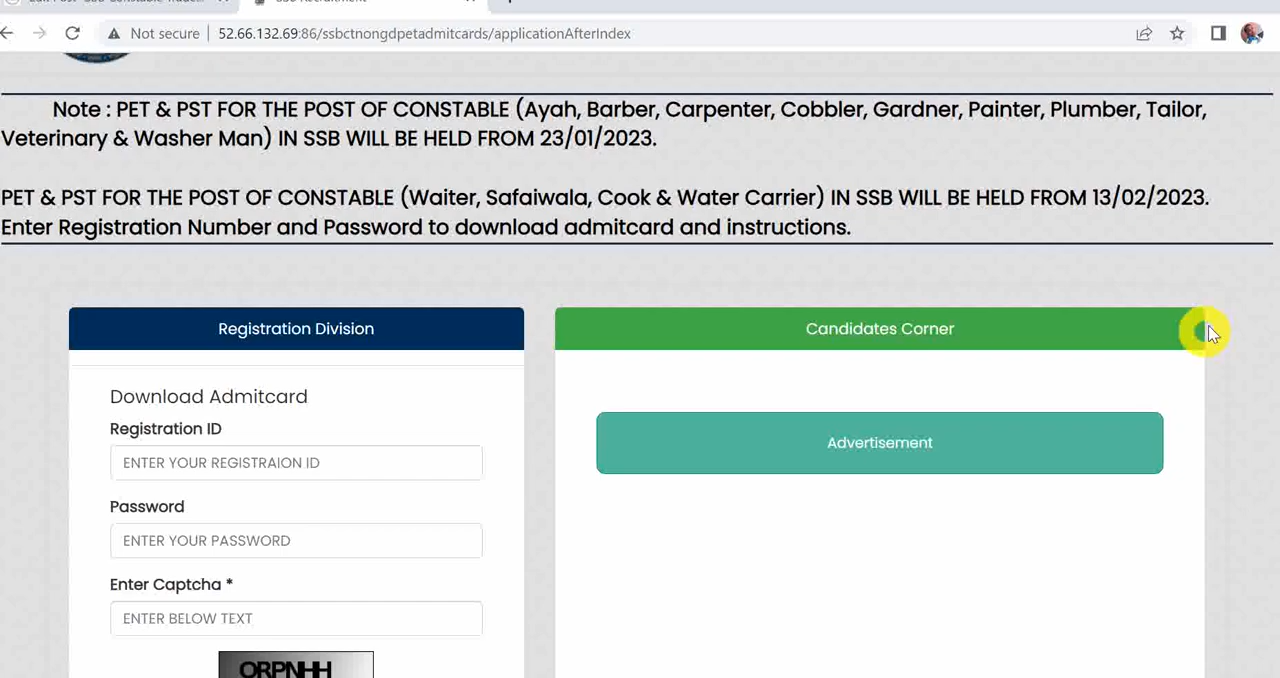 Not secure
52.66.132.69:86/ssbctnongdpetadmitcards/applicationAfterIndex
Note : PET & PST FOR THE POST OF CONSTABLE (Ayah, Barber, Carpenter, Cobbler, Gardner, Painter, Plumber, Tailor,
Veterinary & Washer Man) IN SSB WILL BE HELD FROM 23/01/2023.
PET & PST FOR THE POST OF CONSTABLE (Waiter, Safaiwala, Cook & Water Carrier) IN SSB WILL BE HELD FROM 13/02/2023.
Enter Registration Number and Password to download admitcard and instructions.
Registration Division
Download Admitcard
Registration ID
ENTER YOUR REGISTRAION ID
Password
ENTER YOUR PASSWORD
Enter Captcha *
ENTER BELOW TEXT
ORPNHH
Candidates Corner
Advertisement